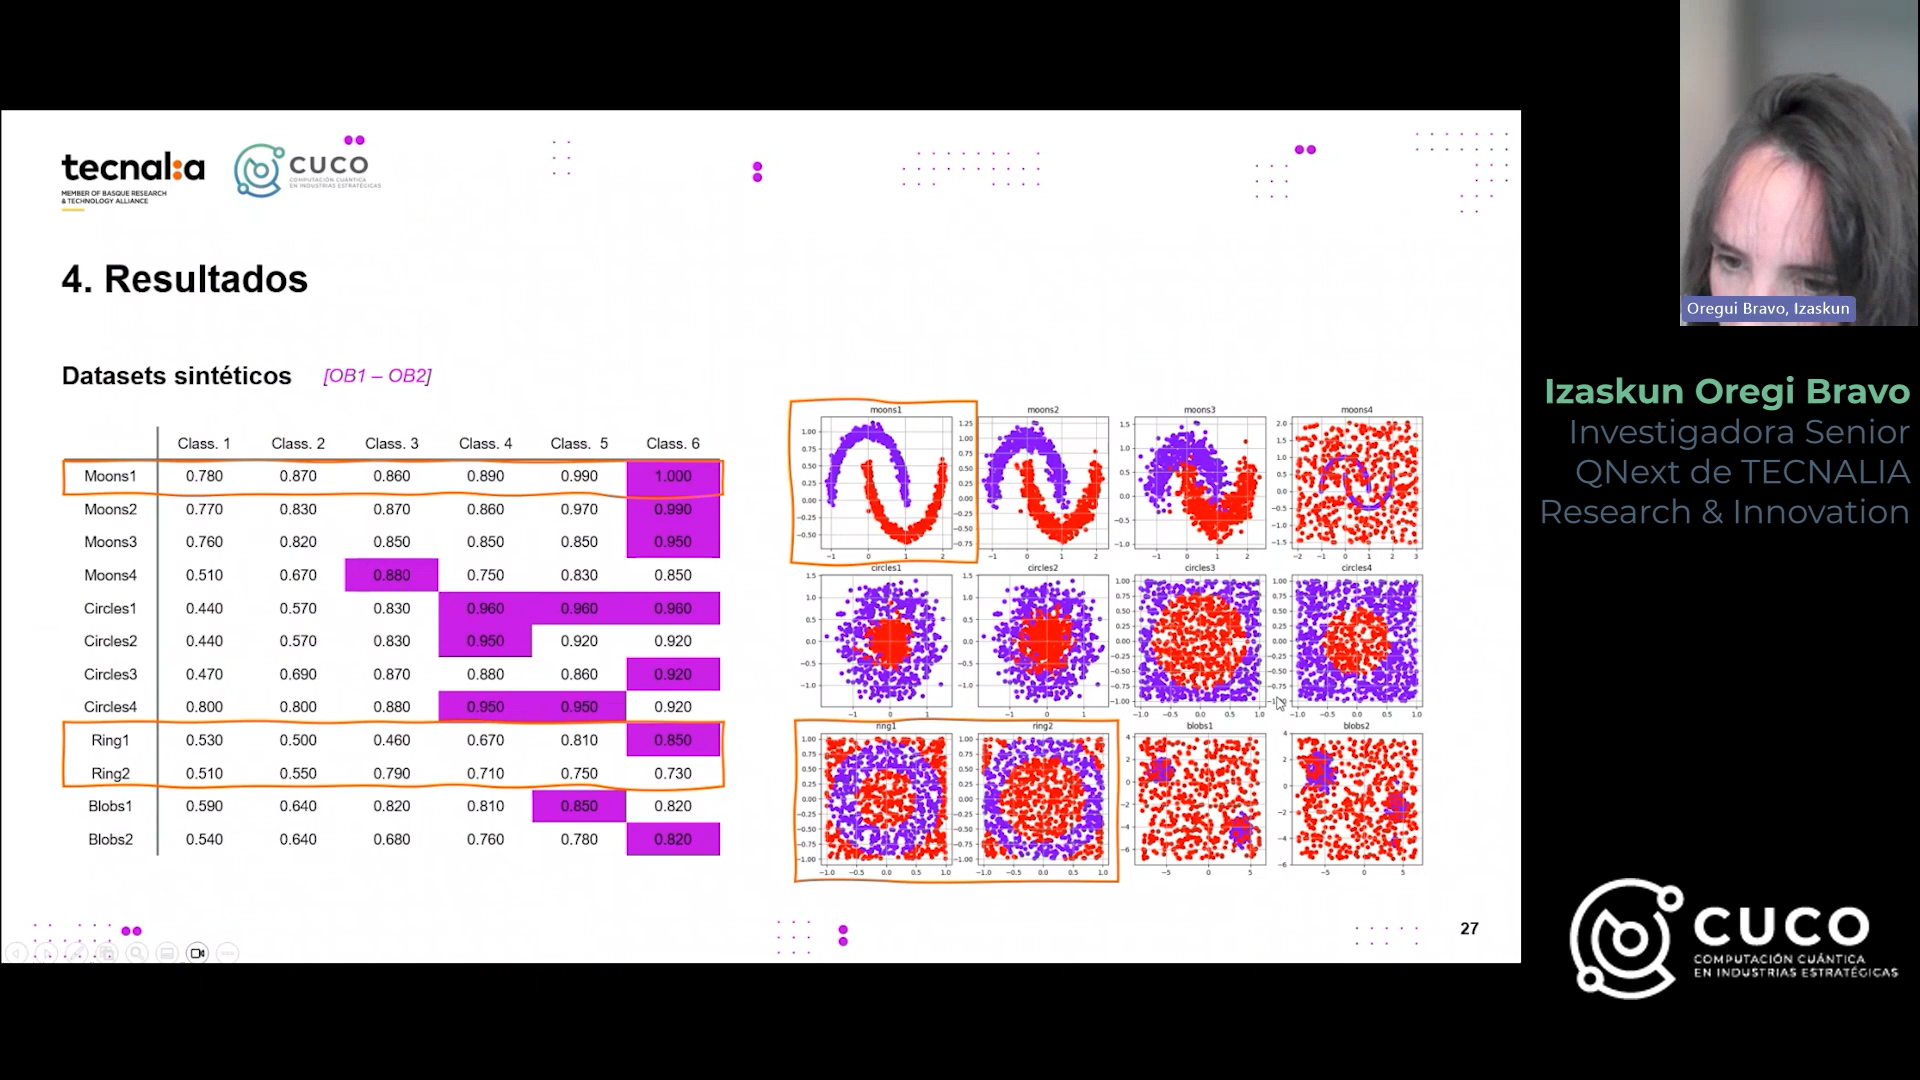 tecnal:a
MEMBER OF BASQUE RESEARCH
& TECHNOLOGY ALLIANCE
CUCO
COMPUTACIÓN CUÁNTICA
EN INDUSTRIAS ESTRATÉGICAS
4. Resultados
Datasets sintéticos [OB1 – OB2]
Class. 1 Class. 2 Class. 3 Class. 4 Class. 5 Class. 6
Moons1 0.780 0.870 0.860 0.890 0.990 1.000
Moons2 0.770 0.830 0.870 0.860 0.970 0.990
Moons3 0.760 0.820 0.850 0.850 0.850 0.950
Moons4 0.510 0.670 0.880 0.750 0.830 0.850
Circles1 0.440 0.570 0.830 0.960 0.960 0.960
Circles2 0.440 0.570 0.830 0.950 0.920 0.920
Circles3 0.470 0.690 0.870 0.880 0.860 0.920
Circles4 0.800 0.800 0.880 0.950 0.950 0.920
Ring1 0.530 0.500 0.460 0.670 0.810 0.850
Ring2 0.510 0.550 0.790 0.710 0.750 0.730
Blobs1 0.590 0.640 0.820 0.810 0.850 0.820
Blobs2 0.540 0.640 0.680 0.760 0.780 0.820
moons1 moons2 moons3 moons4
circles1 circles2 circles3 circles4
ring1 ring2 blobs1 blobs2
27
Oregui Bravo, Izaskun
Izaskun Oregi Bravo
Investigadora Senior
QNext de TECNALIA
Research & Innovation
CUCO
COMPUTACIÓN CUÁNTICA
EN INDUSTRIAS ESTRATÉGICAS